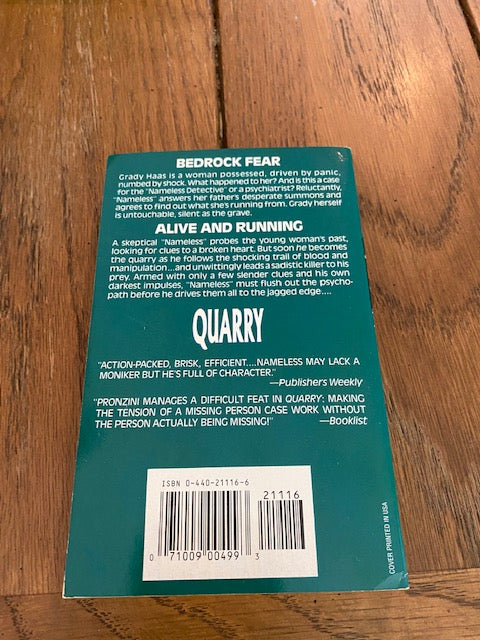 BEDROCK FEAR
Grady Haas is a woman possessed, driven by panic,
numbed by shock. What happened to her? And is this a case
for the "Nameless Detective" or a psychiatrist? Reluctantly,
"Nameless" answers her father's desperate summons and
agrees to find out what she's running from. Grady herself
is untouchable, silent as the grave.
ALIVE AND RUNNING
A skeptical "Nameless" probes the young woman's past,
looking for clues to a broken heart. But soon he becomes
the quarry as he follows the shocking trail of blood and
manipulation...and unwittingly leads a sadistic killer to his
prey. Armed with only a few slender clues and his own
darkest impulses, "Nameless" must flush out the psycho-
path before he drives them all to the jagged edge....
QUARRY
"ACTION-PACKED, BRISK, EFFICIENT....NAMELESS MAY LACK A
MONIKER BUT HE'S FULL OF CHARACTER."
—Publishers Weekly
"PRONZINI MANAGES A DIFFICULT FEAT IN QUARRY: MAKING
THE TENSION OF A MISSING PERSON CASE WORK WITHOUT
THE PERSON ACTUALLY BEING MISSING!" —Booklist
ISBN 0-440-21116-6
21116
0 71009 00499 3
COVER PRINTED IN USA